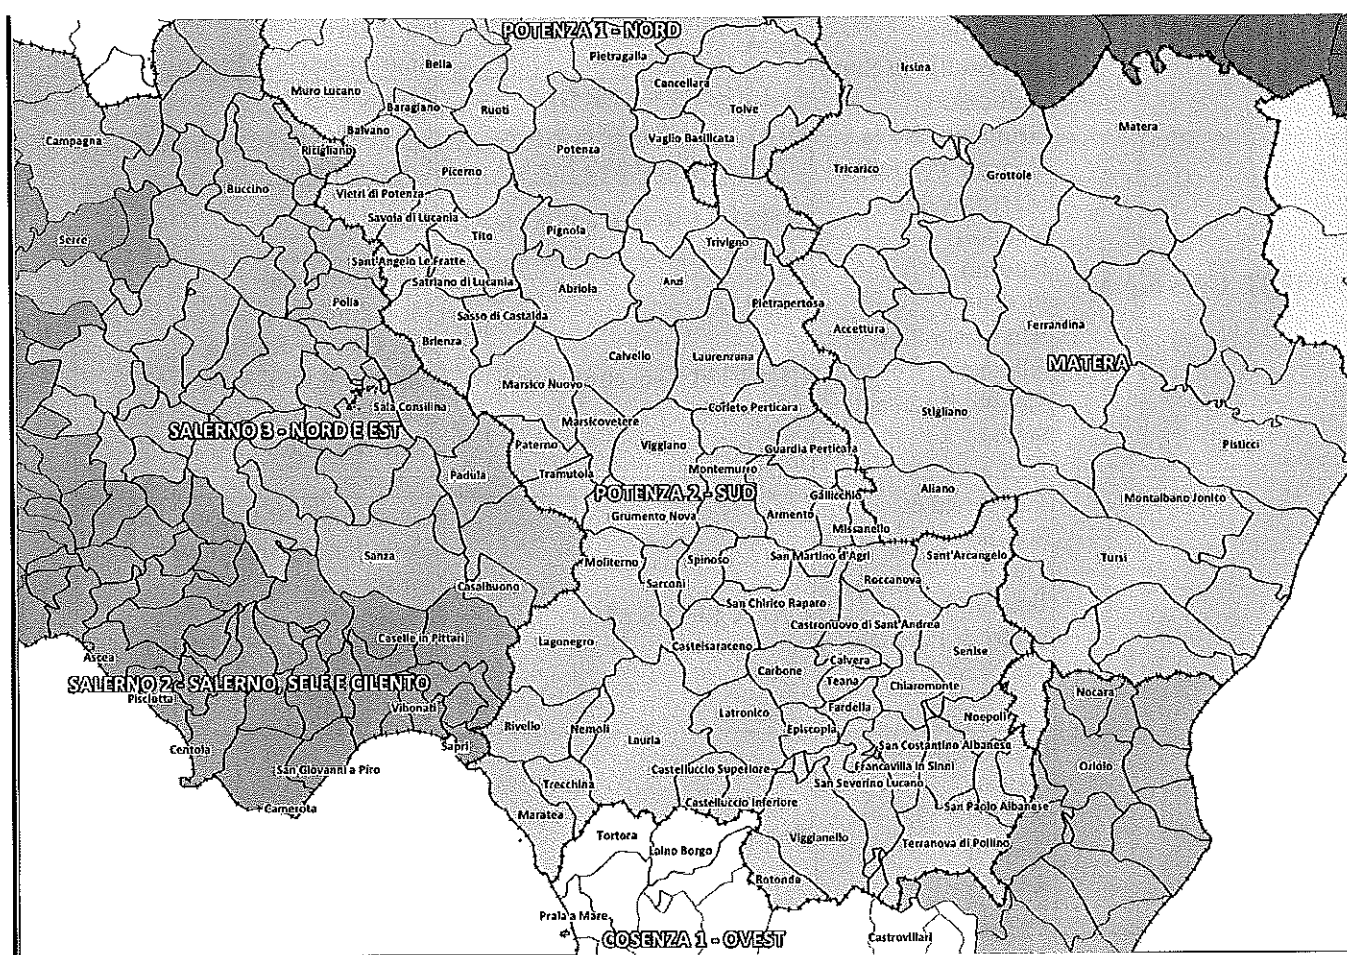 POTENZA 1 - NORD
Pietragalla
Bella
Irsina
Cancellara
Muro Lucano
Baragiano
Ruoti
Tolve
Matera
Balvano
Campagna
Vaglio Basilicata
Ricigliano
Potenza
Picerno
Tricarico
Grottole
Buccino
Vietri di Potenza
Savoia di Lucania
Serre
Tito
Pignola
Trivigno
Sant'Angelo Le Fratte
Satriano di Lucania
Abriola
Anzi
Polla
Pietrapertosa
Sasso di Castalda
Accettura
Ferrandina
Brienza
Calvello
Laurenzana
MATERA
Marsico Nuovo
Sala Consilina
Corleto Perticara
Stigliano
Marsicovetere
SALERNO 3 - NORD E EST
Paterno
Viggiano
Guardia Perticara
Pisticci
Padula
Tramutola
Montemurro
POTENZA 2 - SUD
Gallicchio
Aliano
Montalbano Jonico
Grumento Nova
Armento
Missanello
Sanza
Moliterno
Spinoso
San Martino d'Agri
Sant'Arcangelo
Tursi
Sarconi
Roccanova
Casalbuono
San Chirico Raparo
Castronuovo di Sant'Andrea
Caselle in Pittari
Lagonegro
Castelsaraceno
Senise
Ascea
Calvera
Carbone
SALERNO 2 - SALERNO, SELE E CILENTO
Teana
Chiaromonte
Nocara
Pisciotta
Vibonati
Fardella
Latronico
Noepoli
Rivello
Nemoli
Episcopia
Lauria
Centola
Sapri
San Costantino Albanese
San Giovanni a Piro
Castelluccio Superiore
Francavilla in Sinni
Oriolo
Trecchina
San Severino Lucano
Camerota
Castelluccio Inferiore
San Paolo Albanese
Maratea
Tortora
Viggianello
Terranova di Pollino
Laino Borgo
Rotonda
Praia a Mare
COSENZA 1 - OVEST
Castrovillari